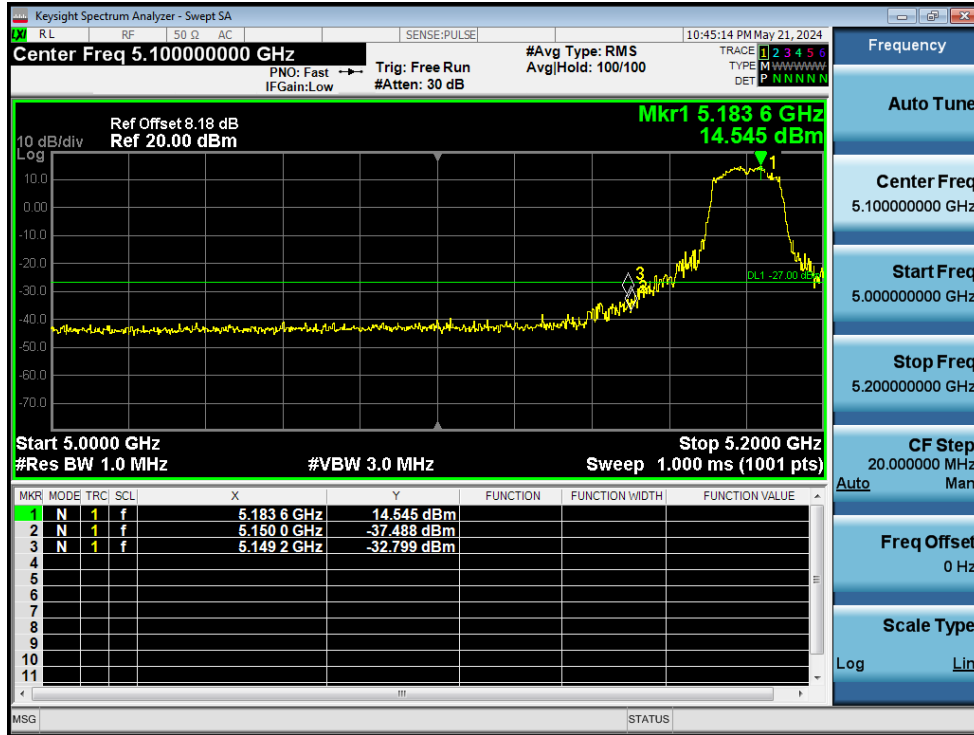 Keysight Spectrum Analyzer - Swept SA
LXI RL RF 50 Ω AC SENSE:PULSE 10:45:14 PM May 21, 2024
Center Freq 5.100000000 GHz
#Avg Type: RMS
TRACE 1 2 3 4 5 6
PNO: Fast Trig: Free Run Avg|Hold: 100/100
TYPE M WWWWW
IFGain:Low #Atten: 30 dB
DET P N N N N N
Mkr1 5.183 6 GHz
14.545 dBm
Ref Offset 8.18 dB
10 dB/div Ref 20.00 dBm
Log
10.0
0.00
-10.0
-20.0
-30.0
-40.0
-50.0
-60.0
-70.0
1
3
2
DL1 -27.00 dBm
Start 5.0000 GHz Stop 5.2000 GHz
#Res BW 1.0 MHz #VBW 3.0 MHz Sweep 1.000 ms (1001 pts)
MKR MODE TRC SCL X Y FUNCTION FUNCTION WIDTH FUNCTION VALUE
1 N 1 f 5.183 6 GHz 14.545 dBm
2 N 1 f 5.150 0 GHz -37.488 dBm
3 N 1 f 5.149 2 GHz -32.799 dBm
4
5
6
7
8
9
10
11
MSG STATUS
Frequency
Auto Tune
Center Freq
5.100000000 GHz
Start Freq
5.000000000 GHz
Stop Freq
5.200000000 GHz
CF Step
20.000000 MHz
Auto Man
Freq Offset
0 Hz
Scale Type
Log Lin